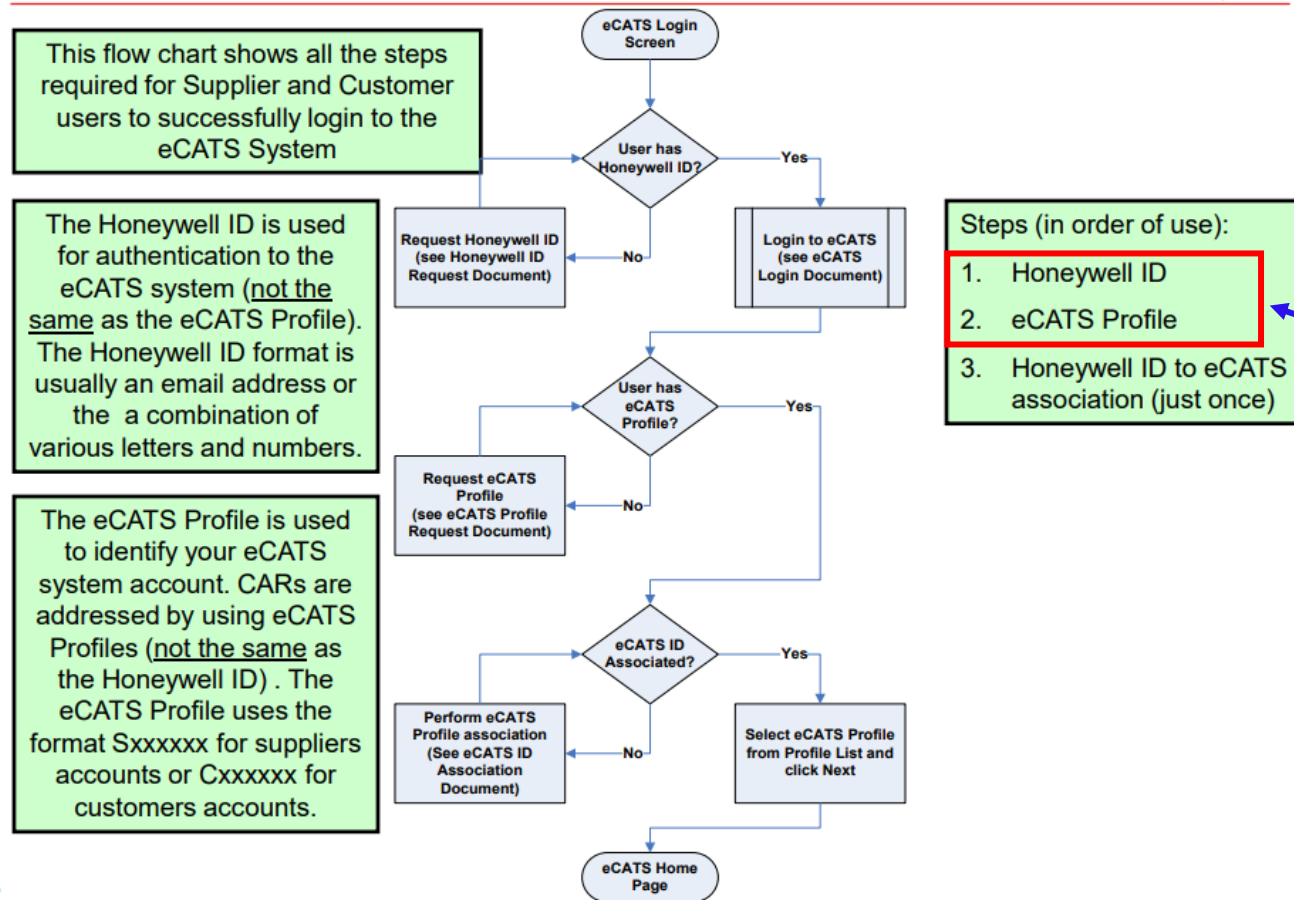 This flow chart shows all the steps
required for Supplier and Customer
users to successfully login to the
eCATS System
The Honeywell ID is used
for authentication to the
eCATS system (not the
same as the eCATS Profile).
The Honeywell ID format is
usually an email address or
the  a combination of
various letters and numbers.
The eCATS Profile is used
to identify your eCATS
system account. CARs are
addressed by using eCATS
Profiles (not the same as
the Honeywell ID) . The
eCATS Profile uses the
format Sxxxxxx for suppliers
accounts or Cxxxxxx for
customers accounts.
eCATS Login
Screen
User has
Honeywell ID?
Yes
No
Request Honeywell ID
(see Honeywell ID
Request Document)
Login to eCATS
(see eCATS
Login Document)
User has
eCATS
Profile?
Yes
No
Request eCATS
Profile
(see eCATS Profile
Request Document)
eCATS ID
Associated?
Yes
No
Perform eCATS
Profile association
(See eCATS ID
Association
Document)
Select eCATS Profile
from Profile List and
click Next
eCATS Home
Page
Steps (in order of use):
1. Honeywell ID
2. eCATS Profile
3. Honeywell ID to eCATS
association (just once)